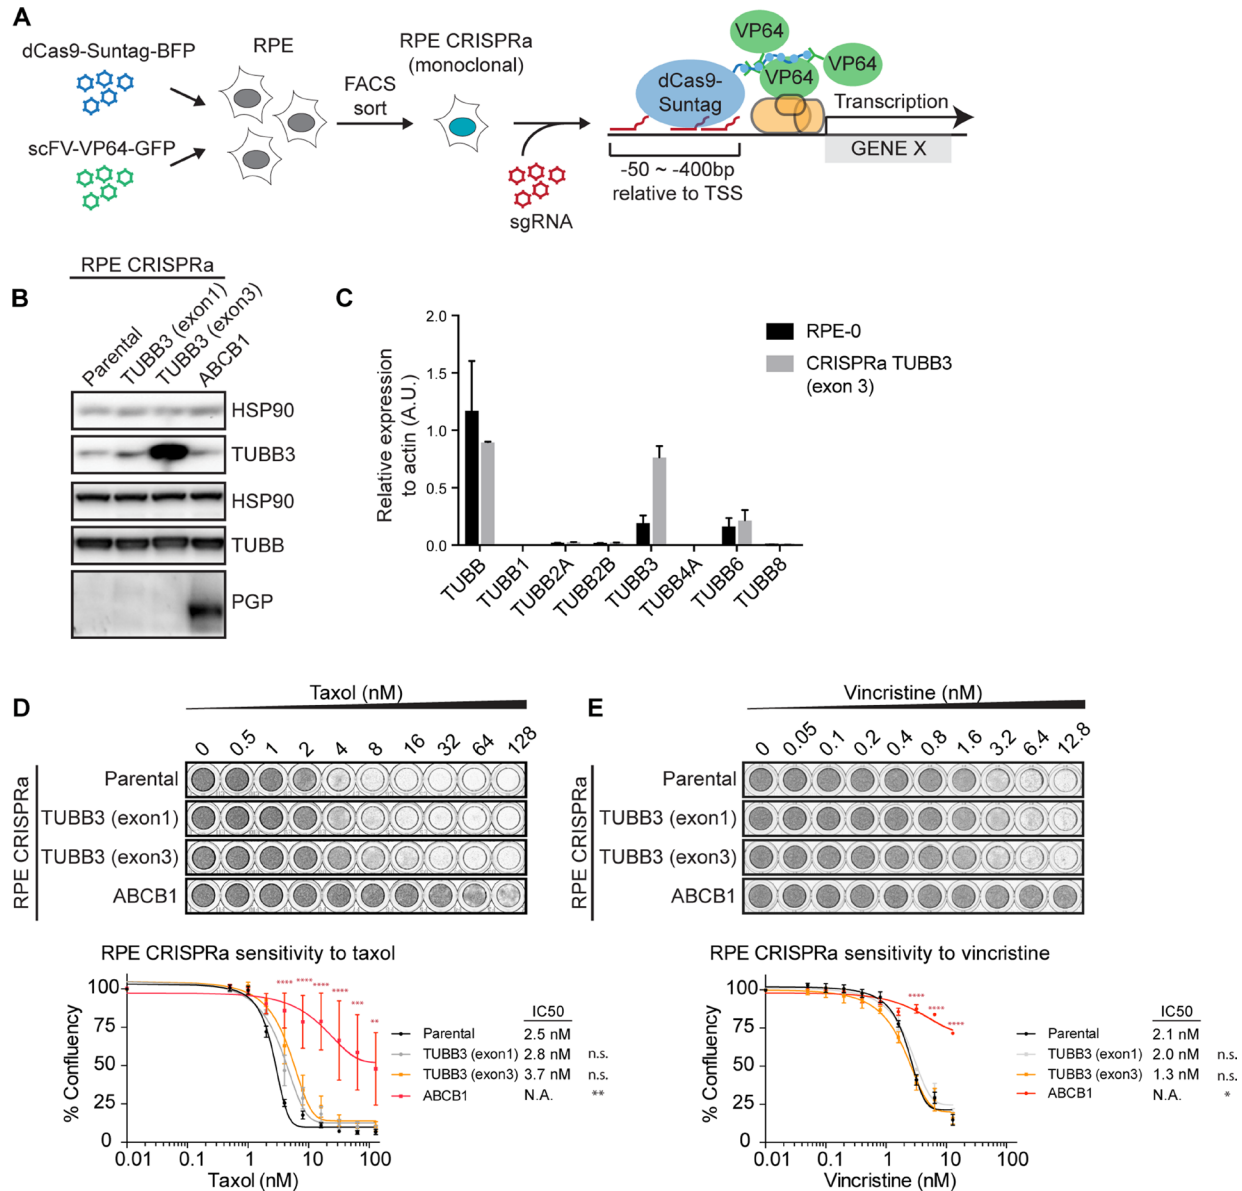 A
dCas9-Suntag-BFP
scFV-VP64-GFP
RPE
FACS
sort
RPE CRISPRa
(monoclonal)
sgRNA
VP64
VP64
VP64
dCas9-
Suntag
Transcription
GENE X
-50 ~ -400bp
relative to TSS
B
RPE CRISPRa
Parental
TUBB3 (exon1)
TUBB3 (exon3)
ABCB1
HSP90
TUBB3
HSP90
TUBB
PGP
C
Relative expression
to actin (A.U.)
2.0
1.5
1.0
0.5
0.0
TUBB
TUBB1
TUBB2A
TUBB2B
TUBB3
TUBB4A
TUBB6
TUBB8
RPE-0
CRISPRa TUBB3
(exon 3)
D
Taxol (nM)
0 0.5 1 2 4 8 16 32 64 128
RPE CRISPRa
Parental
TUBB3 (exon1)
TUBB3 (exon3)
ABCB1
RPE CRISPRa sensitivity to taxol
% Confluency
100
75
50
25
0
0.01 0.1 1 10 100
Taxol (nM)
**** **** **** **** *** **
IC50
Parental 2.5 nM
TUBB3 (exon1) 2.8 nM n.s.
TUBB3 (exon3) 3.7 nM n.s.
ABCB1 N.A. **
E
Vincristine (nM)
0 0.05 0.1 0.2 0.4 0.8 1.6 3.2 6.4 12.8
RPE CRISPRa
Parental
TUBB3 (exon1)
TUBB3 (exon3)
ABCB1
RPE CRISPRa sensitivity to vincristine
% Confluency
100
75
50
25
0
0.01 0.1 1 10 100
Vincristine (nM)
**** **** ****
IC50
Parental 2.1 nM
TUBB3 (exon1) 2.0 nM n.s.
TUBB3 (exon3) 1.3 nM n.s.
ABCB1 N.A. *